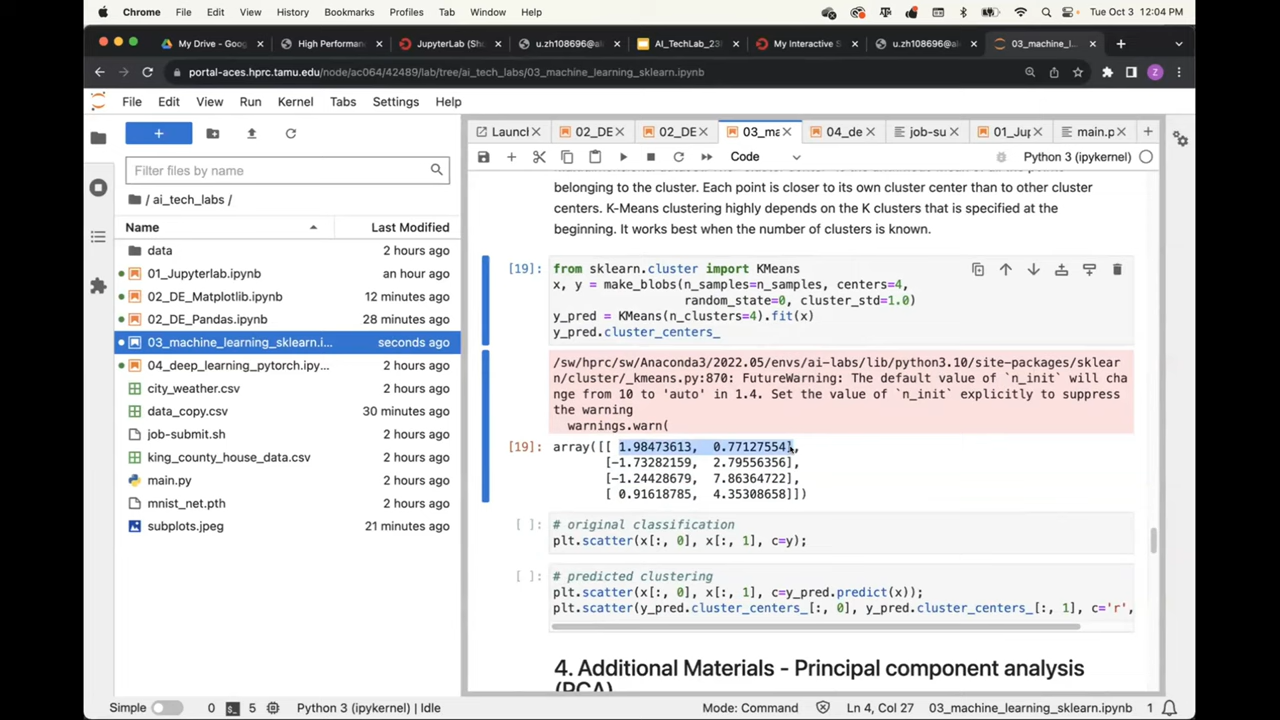 Chrome File Edit View History Bookmarks Profiles Tab Window Help Tue Oct 3 12:04 PM
My Drive - Goo High Performan JupyterLab (Sho u.zh108696@al AI_TechLab_23 My Interactive S u.zh108696@ac 03_machine_l
portal-aces.hprc.tamu.edu/node/ac064/42489/lab/tree/ai_tech_labs/03_machine_learning_sklearn.ipynb Z
File Edit View Run Kernel Tabs Settings Help
Launch 02_DE 02_DE 03_ma 04_de job-su 01_Jup main.p
Code Python 3 (ipykernel)
Filter files by name
/ ai_tech_labs /
Name Last Modified
data 2 hours ago
01_Jupyterlab.ipynb an hour ago
02_DE_Matplotlib.ipynb 12 minutes ago
02_DE_Pandas.ipynb 28 minutes ago
03_machine_learning_sklearn.i... seconds ago
04_deep_learning_pytorch.ipy... 2 hours ago
city_weather.csv 2 hours ago
data_copy.csv 30 minutes ago
job-submit.sh 2 hours ago
king_county_house_data.csv 2 hours ago
main.py 2 hours ago
mnist_net.pth 2 hours ago
subplots.jpeg 21 minutes ago
belonging to the cluster. Each point is closer to its own cluster center than to other cluster
centers. K-Means clustering highly depends on the K clusters that is specified at the
beginning. It works best when the number of clusters is known.
[19]: from sklearn.cluster import KMeans
x, y = make_blobs(n_samples=n_samples, centers=4,
random_state=0, cluster_std=1.0)
y_pred = KMeans(n_clusters=4).fit(x)
y_pred.cluster_centers_
/sw/hprc/sw/Anaconda3/2022.05/envs/ai-labs/lib/python3.10/site-packages/sklear
n/cluster/_kmeans.py:870: FutureWarning: The default value of `n_init` will cha
nge from 10 to 'auto' in 1.4. Set the value of `n_init` explicitly to suppress
the warning
warnings.warn(
[19]: array([[ 1.98473613, 0.77127554],
[-1.73282159, 2.79556356],
[-1.24428679, 7.86364722],
[ 0.91618785, 4.35308658]])
[ ]: # original classification
plt.scatter(x[:, 0], x[:, 1], c=y);
[ ]: # predicted clustering
plt.scatter(x[:, 0], x[:, 1], c=y_pred.predict(x));
plt.scatter(y_pred.cluster_centers_[:, 0], y_pred.cluster_centers_[:, 1], c='r',
4. Additional Materials - Principal component analysis
(PCA)
Simple 0 5 Python 3 (ipykernel) | Idle Mode: Command Ln 4, Col 27 03_machine_learning_sklearn.ipynb 1